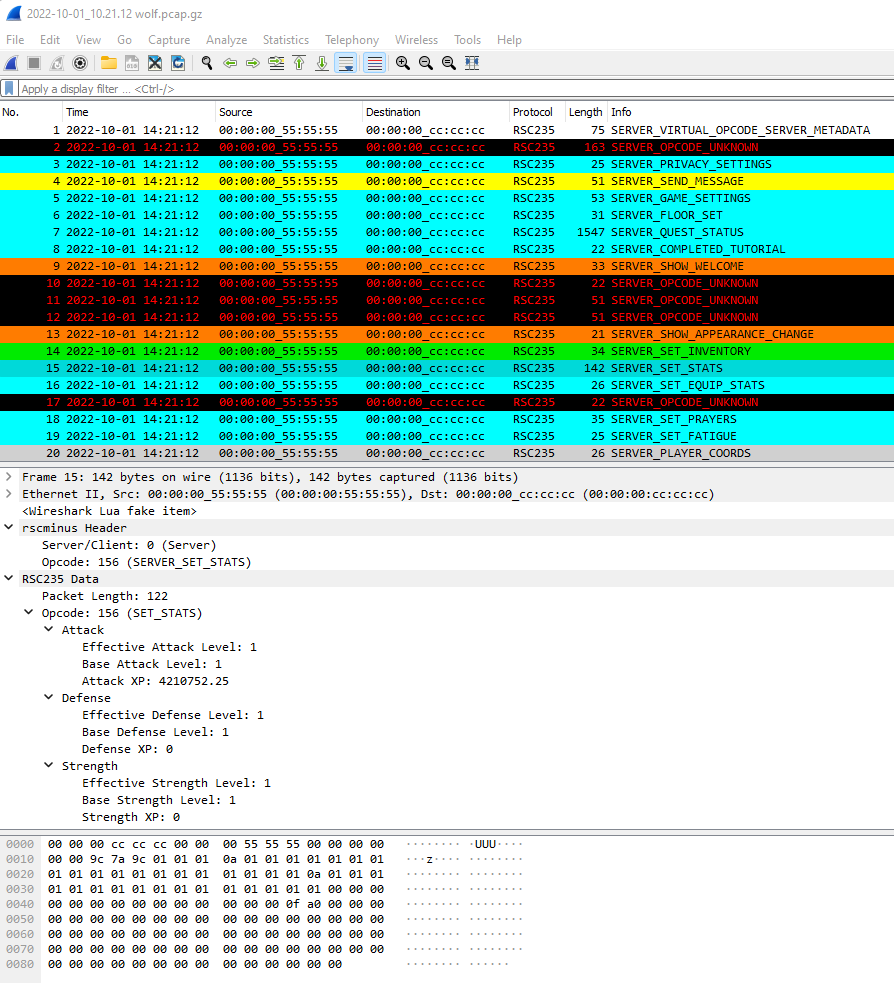 2022-10-01_10.21.12 wolf.pcap.gz
File Edit View Go Capture Analyze Statistics Telephony Wireless Tools Help
Apply a display filter ... <Ctrl-/>
No. Time Source Destination Protocol Length Info
1 2022-10-01 14:21:12 00:00:00_55:55:55 00:00:00_cc:cc:cc RSC235 75 SERVER_VIRTUAL_OPCODE_SERVER_METADATA
2 2022-10-01 14:21:12 00:00:00_55:55:55 00:00:00_cc:cc:cc RSC235 163 SERVER_OPCODE_UNKNOWN
3 2022-10-01 14:21:12 00:00:00_55:55:55 00:00:00_cc:cc:cc RSC235 25 SERVER_PRIVACY_SETTINGS
4 2022-10-01 14:21:12 00:00:00_55:55:55 00:00:00_cc:cc:cc RSC235 51 SERVER_SEND_MESSAGE
5 2022-10-01 14:21:12 00:00:00_55:55:55 00:00:00_cc:cc:cc RSC235 53 SERVER_GAME_SETTINGS
6 2022-10-01 14:21:12 00:00:00_55:55:55 00:00:00_cc:cc:cc RSC235 31 SERVER_FLOOR_SET
7 2022-10-01 14:21:12 00:00:00_55:55:55 00:00:00_cc:cc:cc RSC235 1547 SERVER_QUEST_STATUS
8 2022-10-01 14:21:12 00:00:00_55:55:55 00:00:00_cc:cc:cc RSC235 22 SERVER_COMPLETED_TUTORIAL
9 2022-10-01 14:21:12 00:00:00_55:55:55 00:00:00_cc:cc:cc RSC235 33 SERVER_SHOW_WELCOME
10 2022-10-01 14:21:12 00:00:00_55:55:55 00:00:00_cc:cc:cc RSC235 22 SERVER_OPCODE_UNKNOWN
11 2022-10-01 14:21:12 00:00:00_55:55:55 00:00:00_cc:cc:cc RSC235 51 SERVER_OPCODE_UNKNOWN
12 2022-10-01 14:21:12 00:00:00_55:55:55 00:00:00_cc:cc:cc RSC235 51 SERVER_OPCODE_UNKNOWN
13 2022-10-01 14:21:12 00:00:00_55:55:55 00:00:00_cc:cc:cc RSC235 21 SERVER_SHOW_APPEARANCE_CHANGE
14 2022-10-01 14:21:12 00:00:00_55:55:55 00:00:00_cc:cc:cc RSC235 34 SERVER_SET_INVENTORY
15 2022-10-01 14:21:12 00:00:00_55:55:55 00:00:00_cc:cc:cc RSC235 142 SERVER_SET_STATS
16 2022-10-01 14:21:12 00:00:00_55:55:55 00:00:00_cc:cc:cc RSC235 26 SERVER_SET_EQUIP_STATS
17 2022-10-01 14:21:12 00:00:00_55:55:55 00:00:00_cc:cc:cc RSC235 22 SERVER_OPCODE_UNKNOWN
18 2022-10-01 14:21:12 00:00:00_55:55:55 00:00:00_cc:cc:cc RSC235 35 SERVER_SET_PRAYERS
19 2022-10-01 14:21:12 00:00:00_55:55:55 00:00:00_cc:cc:cc RSC235 25 SERVER_SET_FATIGUE
20 2022-10-01 14:21:12 00:00:00_55:55:55 00:00:00_cc:cc:cc RSC235 26 SERVER_PLAYER_COORDS
Frame 15: 142 bytes on wire (1136 bits), 142 bytes captured (1136 bits)
Ethernet II, Src: 00:00:00_55:55:55 (00:00:00:55:55:55), Dst: 00:00:00_cc:cc:cc (00:00:00:cc:cc:cc)
<Wireshark Lua fake item>
rscminus Header
Server/Client: 0 (Server)
Opcode: 156 (SERVER_SET_STATS)
RSC235 Data
Packet Length: 122
Opcode: 156 (SET_STATS)
Attack
Effective Attack Level: 1
Base Attack Level: 1
Attack XP: 4210752.25
Defense
Effective Defense Level: 1
Base Defense Level: 1
Defense XP: 0
Strength
Effective Strength Level: 1
Base Strength Level: 1
Strength XP: 0
0000 00 00 00 cc cc cc 00 00 00 55 55 55 00 00 00 00 ········ ·UUU····
0010 00 00 9c 7a 9c 01 01 01 0a 01 01 01 01 01 01 01 ···z···· ········
0020 01 01 01 01 01 01 01 01 01 01 01 01 0a 01 01 01 ········ ········
0030 01 01 01 01 01 01 01 01 01 01 01 01 01 00 00 00 ········ ········
0040 00 00 00 00 00 00 00 00 00 00 00 0f a0 00 00 00 ········ ········
0050 00 00 00 00 00 00 00 00 00 00 00 00 00 00 00 00 ········ ········
0060 00 00 00 00 00 00 00 00 00 00 00 00 00 00 00 00 ········ ········
0070 00 00 00 00 00 00 00 00 00 00 00 00 00 00 00 00 ········ ········
0080 00 00 00 00 00 00 00 00 00 00 00 00 00 00 ········ ······